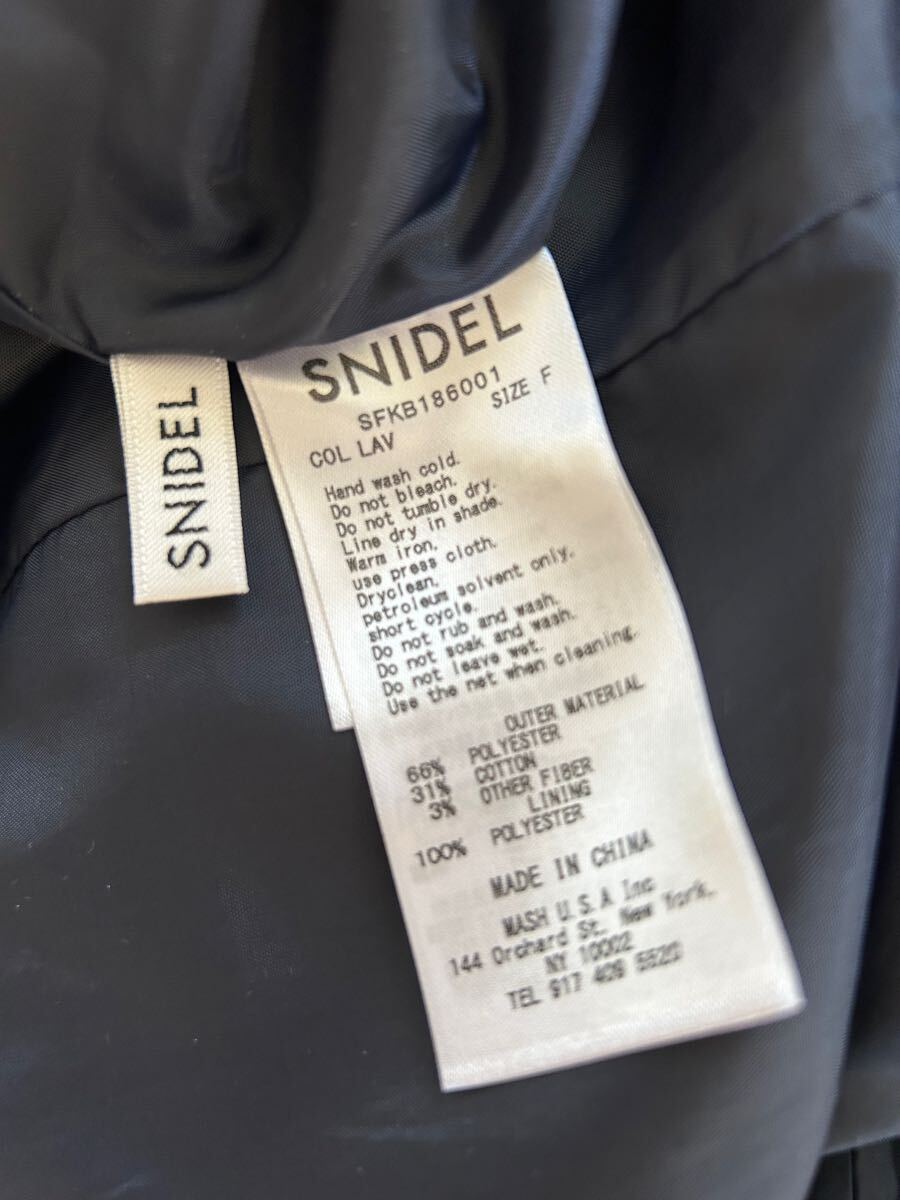 SNIDEL
SNIDEL
SFKB186001
COL LAV SIZE F
Hand wash cold.
Do not bleach.
Do not tumble dry.
Line dry in shade.
Warm iron.
use press cloth.
Dryclean.
petroleum solvent only.
short cycle.
Do not rub and wash.
Do not soak and wash.
Do not leave wet.
Use the net when cleaning.
OUTER MATERIAL
66% POLYESTER
31% COTTON
3% OTHER FIBER
LINING
100% POLYESTER
MADE IN CHINA
MASH U.S.A Inc
144 Orchard St. New York.
NY 10002
TEL 917 409 5520